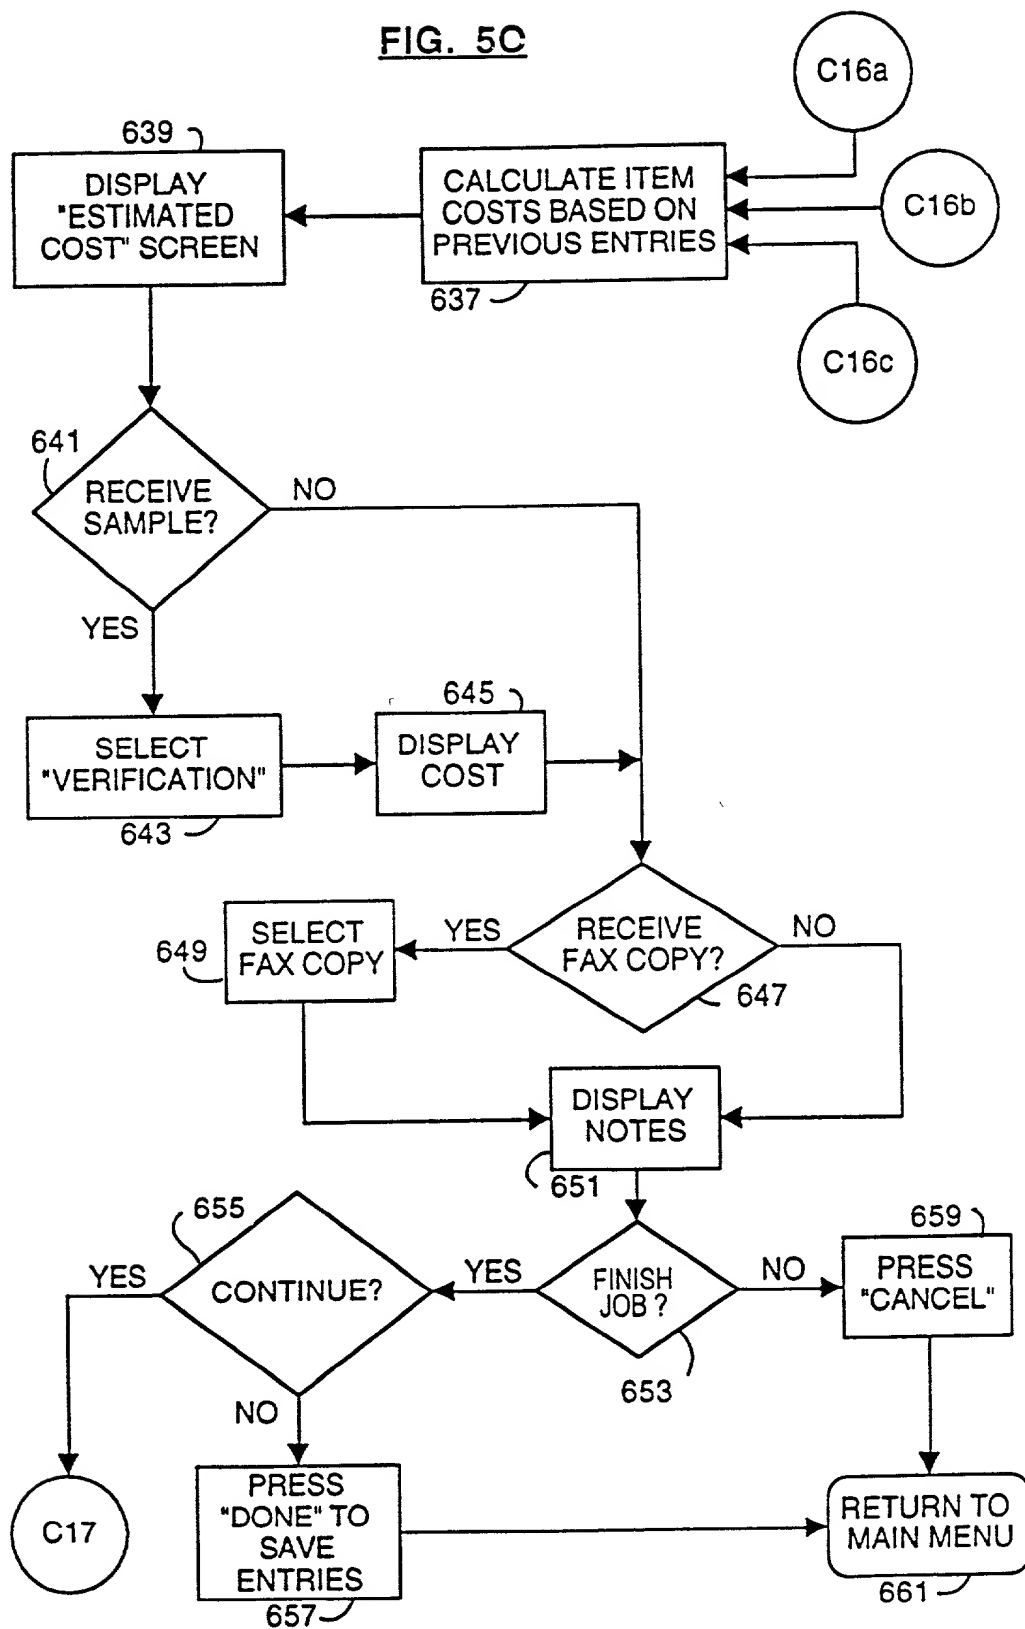 FIG. 5C
C16a
639
DISPLAY
"ESTIMATED
COST" SCREEN
CALCULATE ITEM
COSTS BASED ON
PREVIOUS ENTRIES
637
C16b
C16c
641
RECEIVE
SAMPLE?
NO
YES
SELECT
"VERIFICATION"
643
645
DISPLAY
COST
649
SELECT
FAX COPY
YES
RECEIVE
FAX COPY?
NO
647
DISPLAY
NOTES
651
655
YES
CONTINUE?
YES
FINISH
JOB ?
NO
653
659
PRESS
"CANCEL"
NO
C17
PRESS
"DONE" TO
SAVE
ENTRIES
657
RETURN TO
MAIN MENU
661